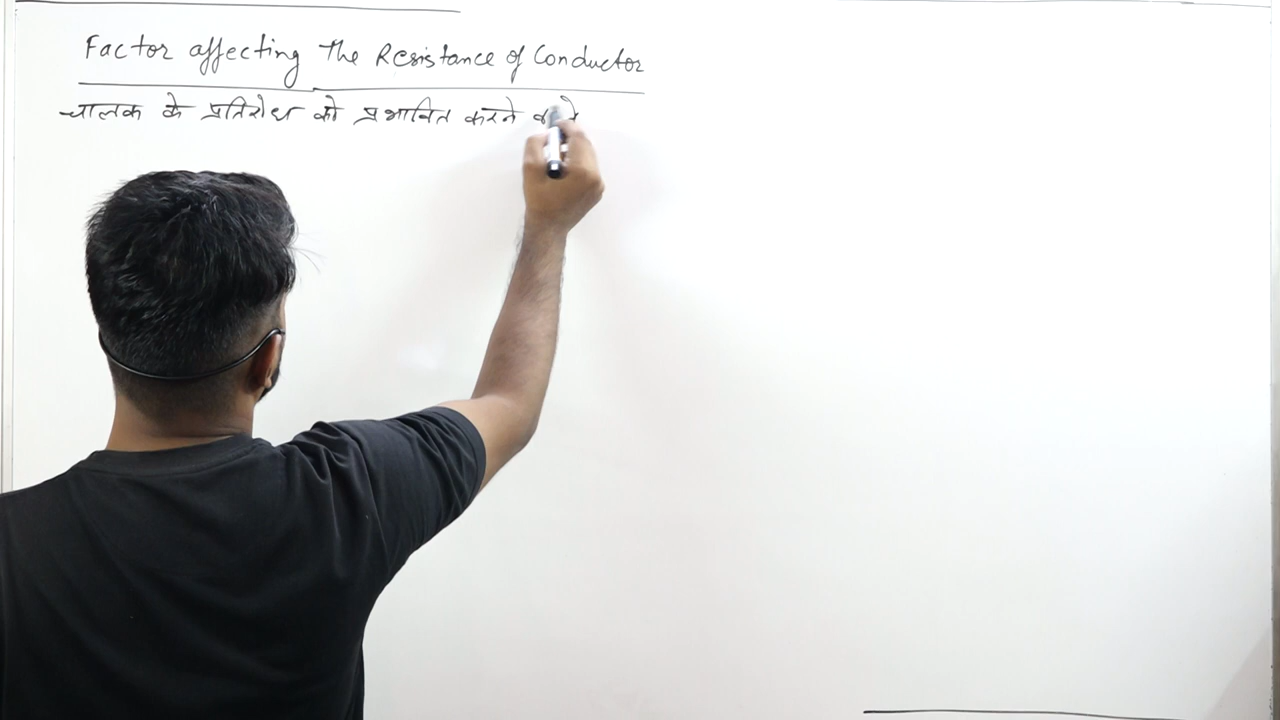 Factor affecting The Resistance of Conductor
चालक के प्रतिरोध को प्रभावित करने